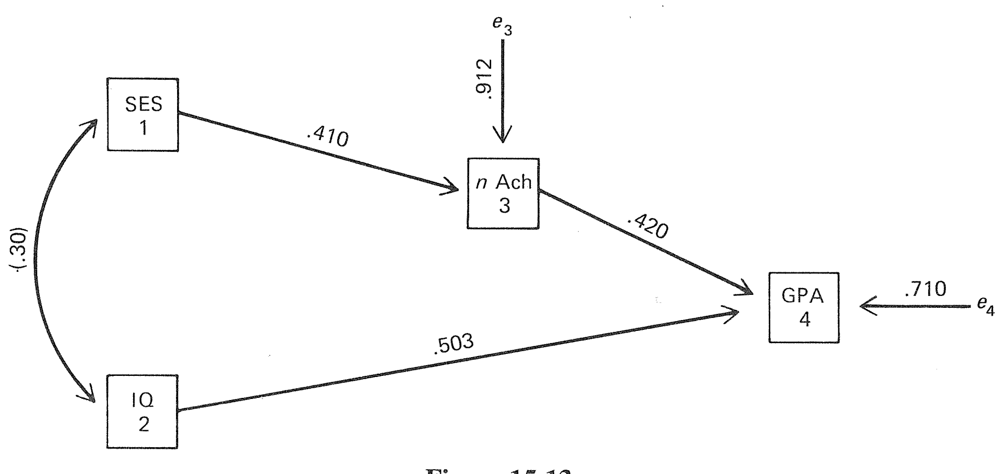 e3
.912
SES
1
.410
n Ach
3
(.30)
.420
GPA
4
.710
e4
.503
IQ
2